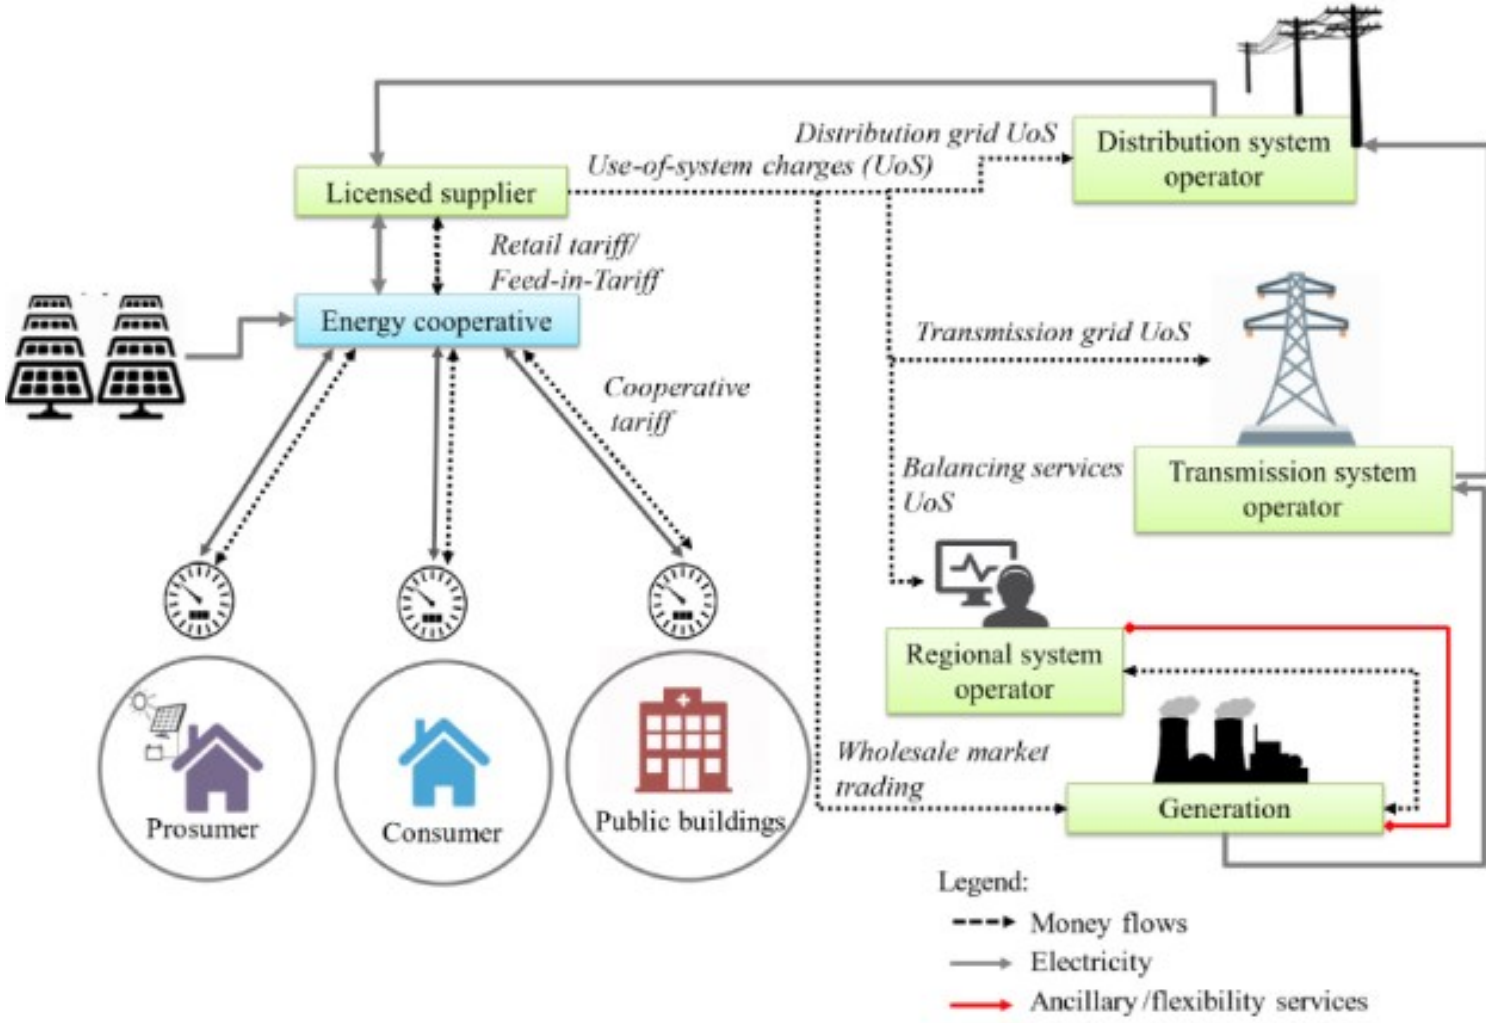 Distribution system
operator
Distribution grid UoS
Use-of-system charges (UoS)
Licensed supplier
Retail tariff/
Feed-in-Tariff
Energy cooperative
Transmission grid UoS
Cooperative
tariff
Balancing services
UoS
Transmission system
operator
Regional system
operator
Wholesale market
trading
Generation
Prosumer
Consumer
Public buildings
Legend:
Money flows
Electricity
Ancillary/flexibility services